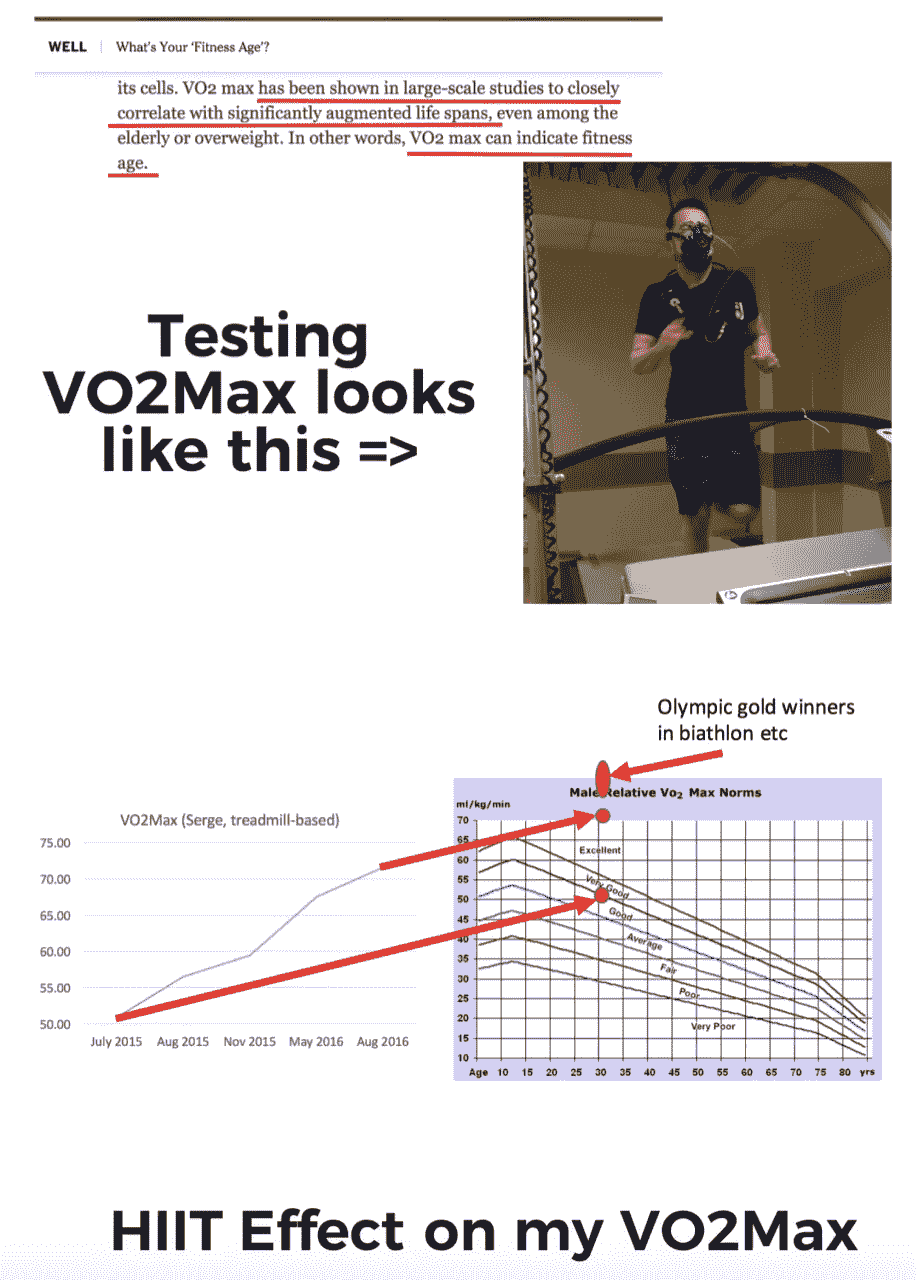 WELL | What's Your 'Fitness Age'?
its cells. VO2 max has been shown in large-scale studies to closely
correlate with significantly augmented life spans, even among the
elderly or overweight. In other words, VO2 max can indicate fitness
age.
Testing
VO2Max looks
like this =>
Olympic gold winners
in biathlon etc
VO2Max (Serge, treadmill-based)
75.00
70.00
65.00
60.00
55.00
50.00
July 2015 Aug 2015 Nov 2015 May 2016 Aug 2016
Male Relative Vo2 Max Norms
ml/kg/min
70
65
60
55
50
45
40
35
30
25
20
15
10
Excellent
Very Good
Good
Average
Fair
Poor
Very Poor
Age 10 15 20 25 30 35 40 45 50 55 60 65 70 75 80 yrs
HIIT Effect on my VO2Max